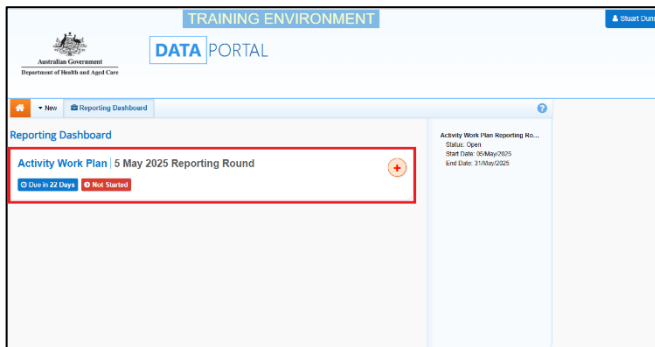 TRAINING ENVIRONMENT
Australian Government
Department of Health and Aged Care
DATA PORTAL
New
Reporting Dashboard
Reporting Dashboard
Activity Work Plan | 5 May 2025 Reporting Round
Due in 22 Days Not Started
Activity Work Plan Reporting Ro...
Status: Open
Start Date: 05/May/2025
End Date: 31/May/2025